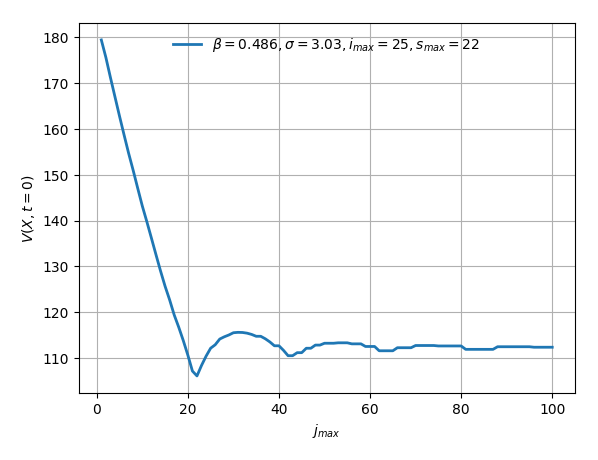 β = 0.486, σ = 3.03, i_max = 25, s_max = 22
V(X, t = 0)
180
170
160
150
140
130
120
110
0 20 40 60 80 100
j_max